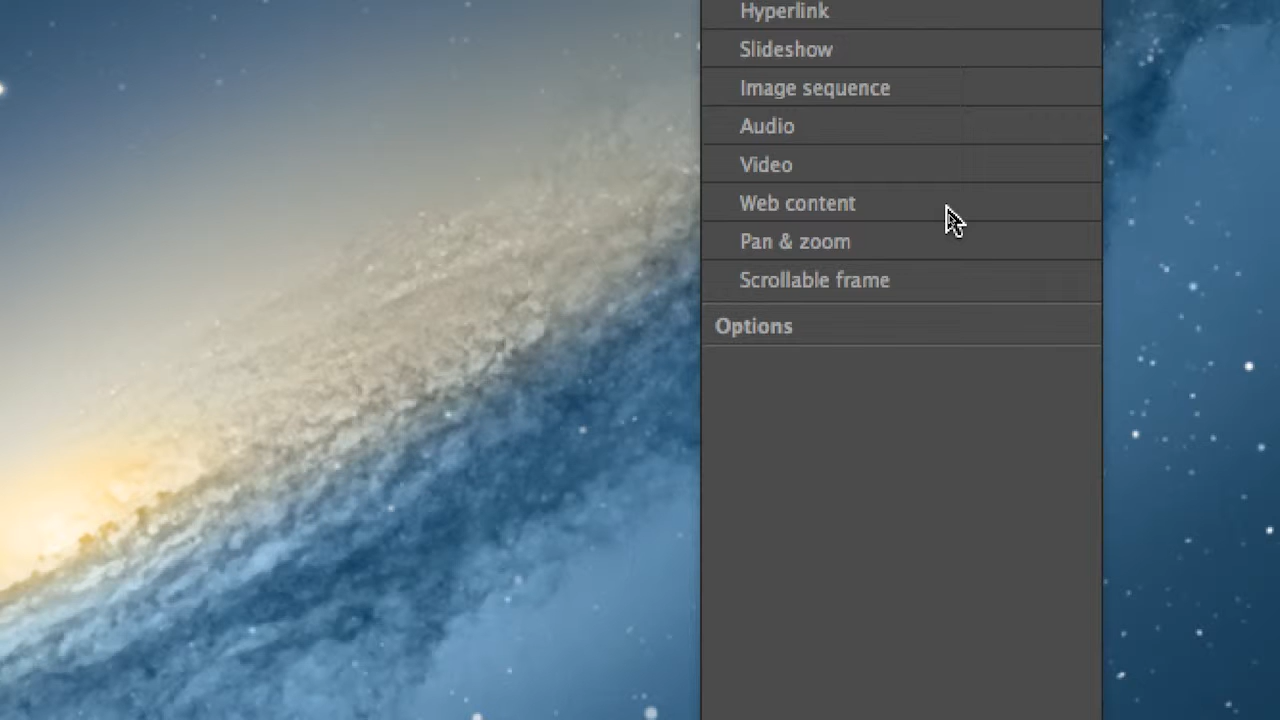 Hyperlink
Slideshow
Image sequence
Audio
Video
Web content
Pan & zoom
Scrollable frame
Options